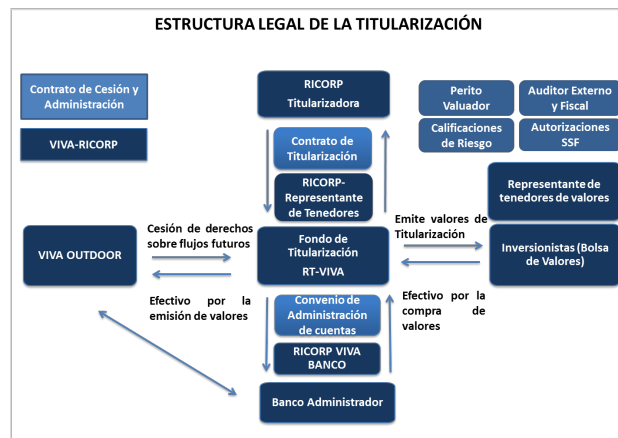 ESTRUCTURA LEGAL DE LA TITULARIZACIÓN
Contrato de Cesión y
Administración
VIVA-RICORP
RICORP
Titularizadora
Perito
Valuador
Auditor Externo
y Fiscal
Calificaciones
de Riesgo
Autorizaciones
SSF
Contrato de
Titularización
RICORP-
Representante
de Tenedores
Representante de
tenedores de valores
Cesión de derechos
sobre flujos futuros
Emite valores de
Titularización
VIVA OUTDOOR
Fondo de
Titularización
RT-VIVA
Inversionistas (Bolsa
de Valores)
Efectivo por la
emisión de valores
Convenio de
Administración
de cuentas
Efectivo por la
compra de
valores
RICORP VIVA
BANCO
Banco Administrador